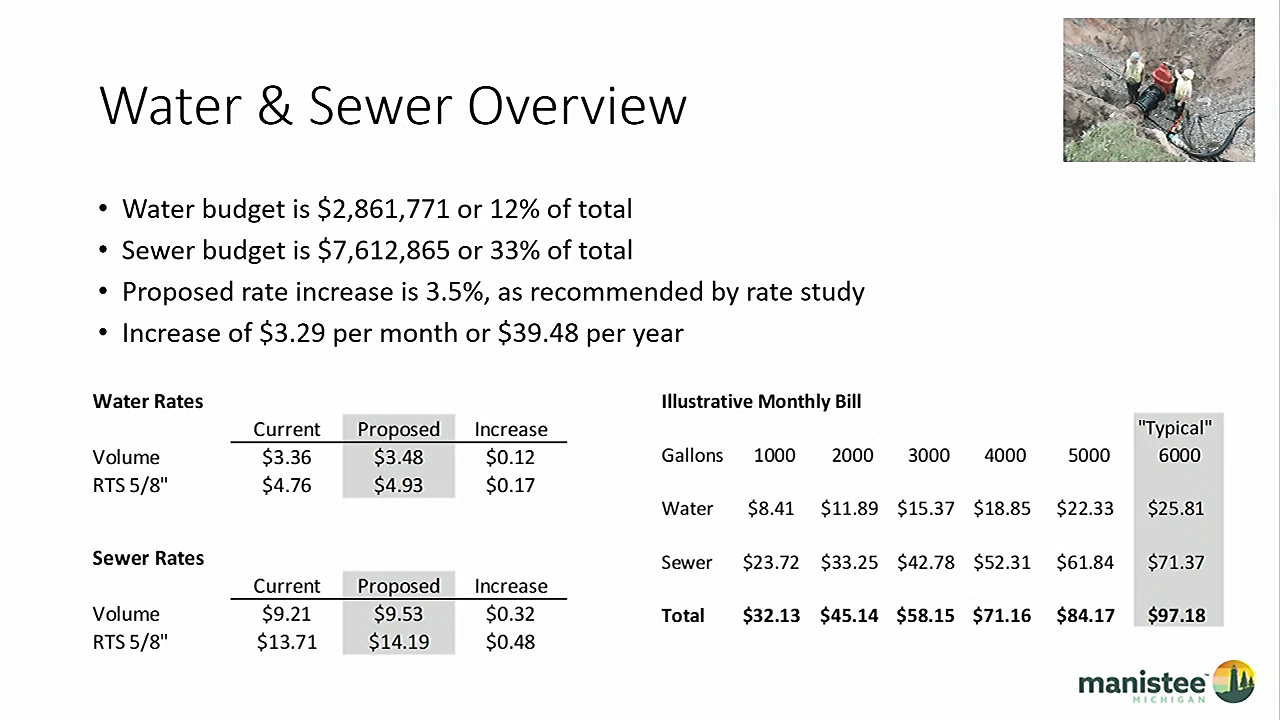 Water & Sewer Overview
• Water budget is $2,861,771 or 12% of total
• Sewer budget is $7,612,865 or 33% of total
• Proposed rate increase is 3.5%, as recommended by rate study
• Increase of $3.29 per month or $39.48 per year
Water Rates
Current Proposed Increase
Volume $3.36 $3.48 $0.12
RTS 5/8" $4.76 $4.93 $0.17
Sewer Rates
Current Proposed Increase
Volume $9.21 $9.53 $0.32
RTS 5/8" $13.71 $14.19 $0.48
Illustrative Monthly Bill
"Typical"
Gallons 1000 2000 3000 4000 5000 6000
Water $8.41 $11.89 $15.37 $18.85 $22.33 $25.81
Sewer $23.72 $33.25 $42.78 $52.31 $61.84 $71.37
Total $32.13 $45.14 $58.15 $71.16 $84.17 $97.18
manistee™
MICHIGAN